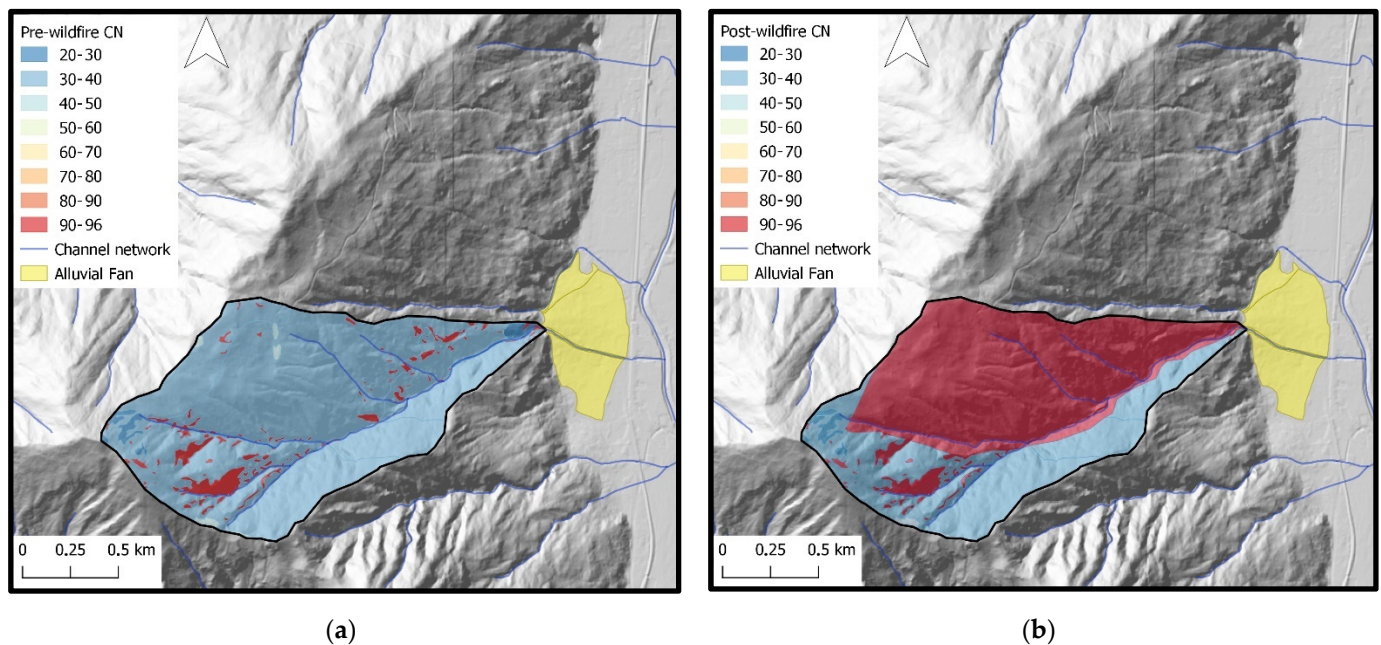 Pre-wildfire CN
20-30
30-40
40-50
50-60
60-70
70-80
80-90
90-96
Channel network
Alluvial Fan
0 0.25 0.5 km
(a)
Post-wildfire CN
20-30
30-40
40-50
50-60
60-70
70-80
80-90
90-96
Channel network
Alluvial Fan
0 0.25 0.5 km
(b)